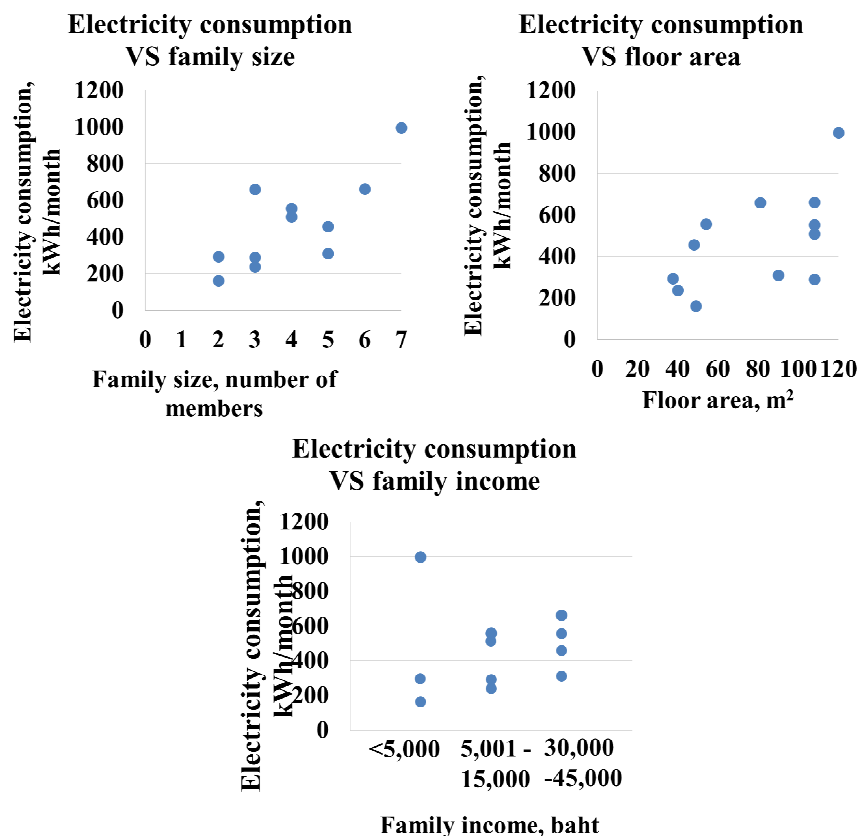 Electricity consumption
VS family size
Electricity consumption,
kWh/month
1200
1000
800
600
400
200
0
0 1 2 3 4 5 6 7
Family size, number of
members
Electricity consumption
VS floor area
Electricity consumption,
kWh/month
1200
1000
800
600
400
200
0
0 20 40 60 80 100 120
Floor area, m²
Electricity consumption
VS family income
Electricity consumption,
kWh/month
1200
1000
800
600
400
200
0
<5,000 5,001 - 30,000
15,000 -45,000
Family income, baht